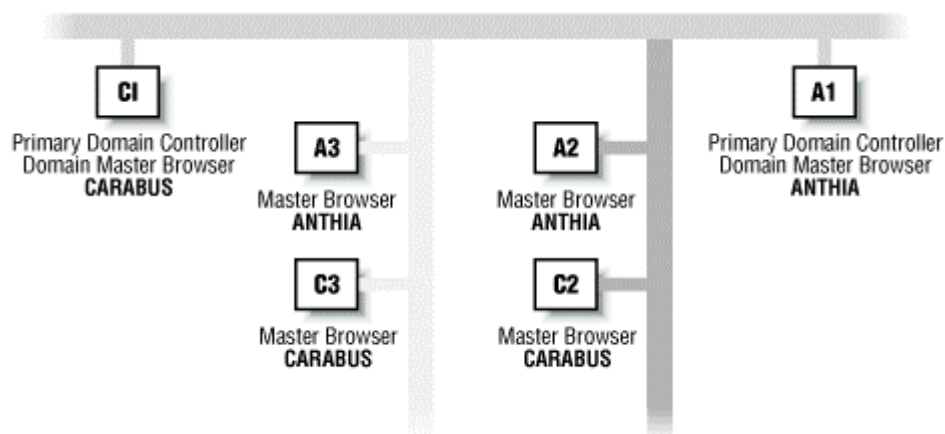 CI
Primary Domain Controller
Domain Master Browser
CARABUS
A3
Master Browser
ANTHIA
C3
Master Browser
CARABUS
A2
Master Browser
ANTHIA
C2
Master Browser
CARABUS
A1
Primary Domain Controller
Domain Master Browser
ANTHIA